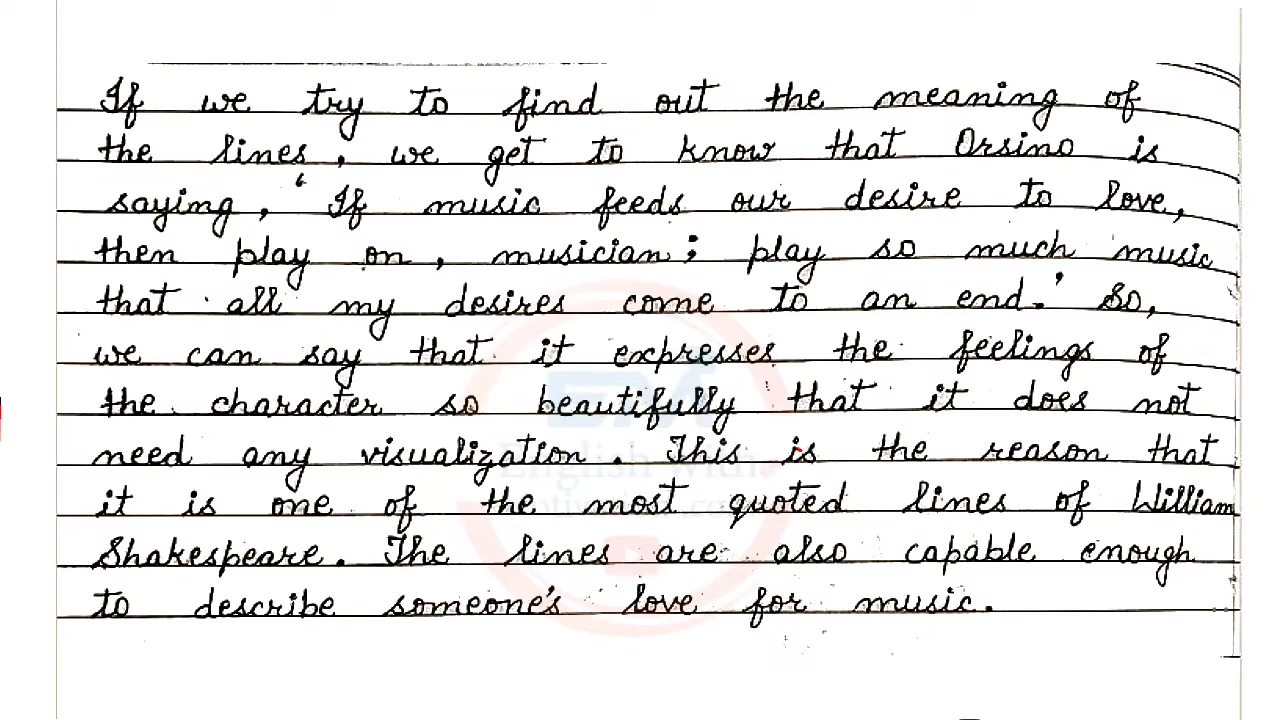 If we try to find out the meaning of
the lines, we get to know that Orsino is
saying, 'If music feeds our desire to love,
then play on, musician; play so much music
that all my desires come to an end.' So,
we can say that it expresses the feelings of
the character so beautifully that it does not
need any visualization. This is the reason that
it is one of the most quoted lines of William
Shakespeare. The lines are also capable enough
to describe someone's love for music.
English with